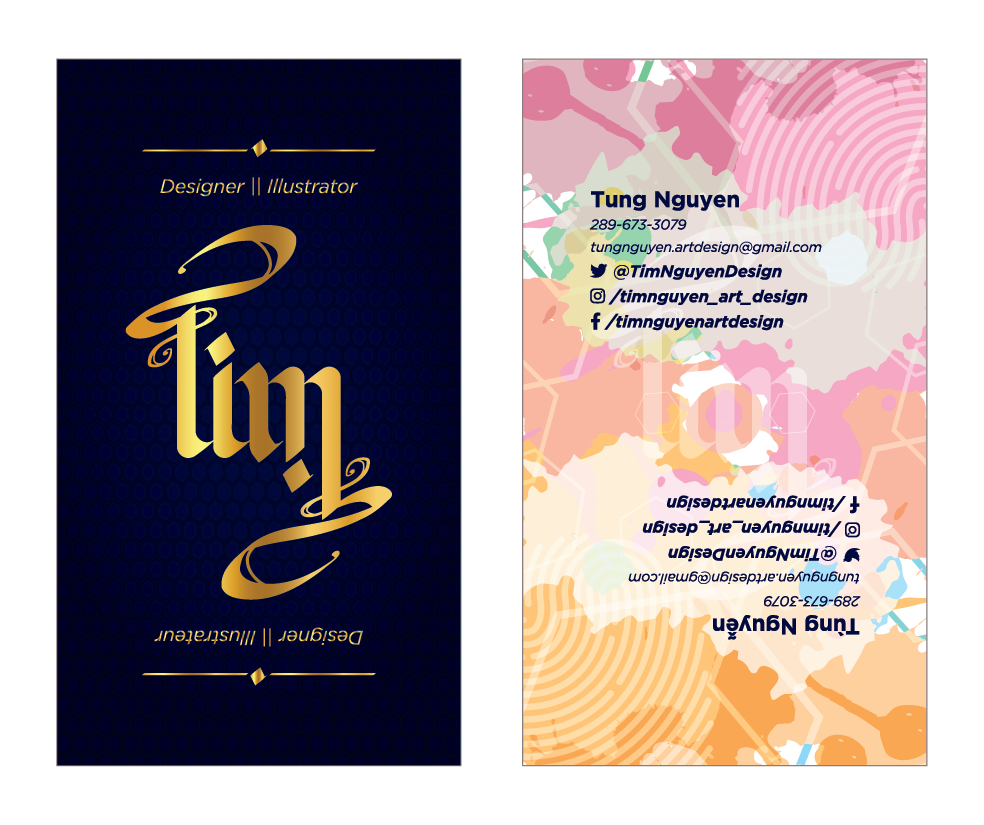 Designer || Illustrator
Tim
Designer || Illustrateur
Tung Nguyen
289-673-3079
tungnguyen.artdesign@gmail.com
@TimNguyenDesign
/timnguyen_art_design
/timnguyenartdesign
tim
/timnguyenartdesign
/timnguyen_art_design
@TimNguyenDesign
tungnguyen.artdesign@gmail.com
289-673-3079
Tùng Nguyễn